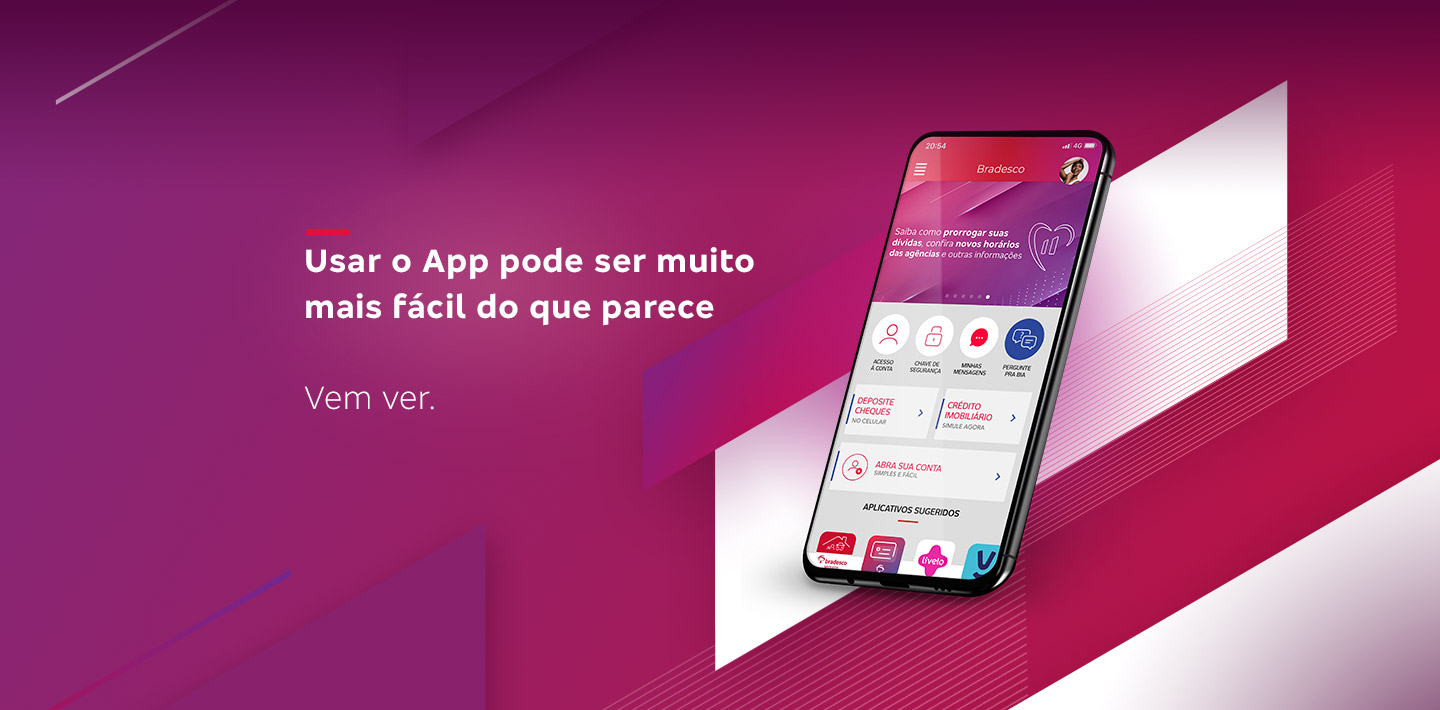 Usar o App pode ser muito
mais fácil do que parece
Vem ver.
20:54
4G
Bradesco
Saiba como prorrogar suas
dívidas, confira novos horários
das agências e outras informações
ACESSO
À CONTA
CHAVE DE
SEGURANÇA
MINHAS
MENSAGENS
PERGUNTE
PRA BIA
DEPOSITE
CHEQUES
NO CELULAR
CRÉDITO
IMOBILIÁRIO
SIMULE AGORA
ABRA SUA CONTA
SIMPLES E FÁCIL
APLICATIVOS SUGERIDOS
bradesco
livelo